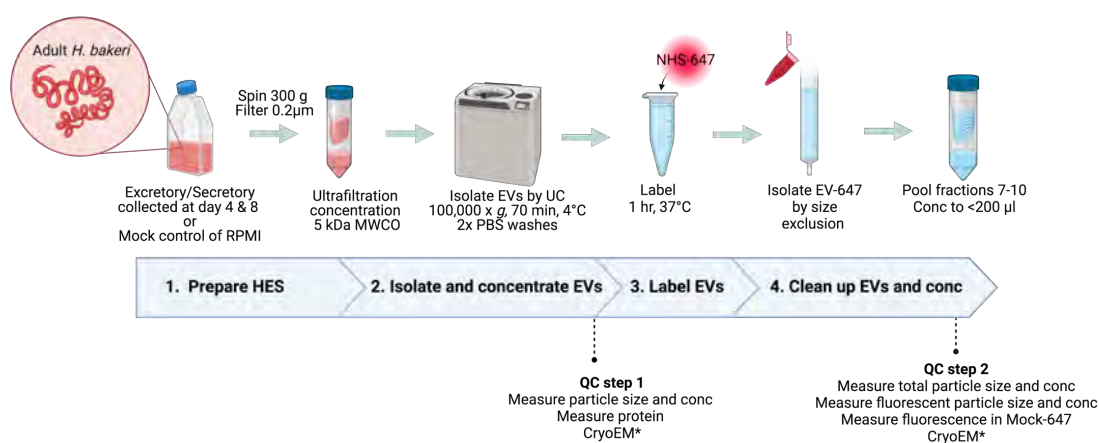 Adult H. bakeri
Spin 300 g
Filter 0.2µm
NHS-647
Excretory/Secretory
collected at day 4 & 8
or
Mock control of RPMI
Ultrafiltration
concentration
5 kDa MWCO
Isolate EVs by UC
100,000 x g, 70 min, 4°C
2x PBS washes
Label
1 hr, 37°C
Isolate EV-647
by size
exclusion
Pool fractions 7-10
Conc to <200 µl
1. Prepare HES
2. Isolate and concentrate EVs
3. Label EVs
4. Clean up EVs and conc
QC step 1
Measure particle size and conc
Measure protein
CryoEM*
QC step 2
Measure total particle size and conc
Measure fluorescent particle size and conc
Measure fluorescence in Mock-647
CryoEM*